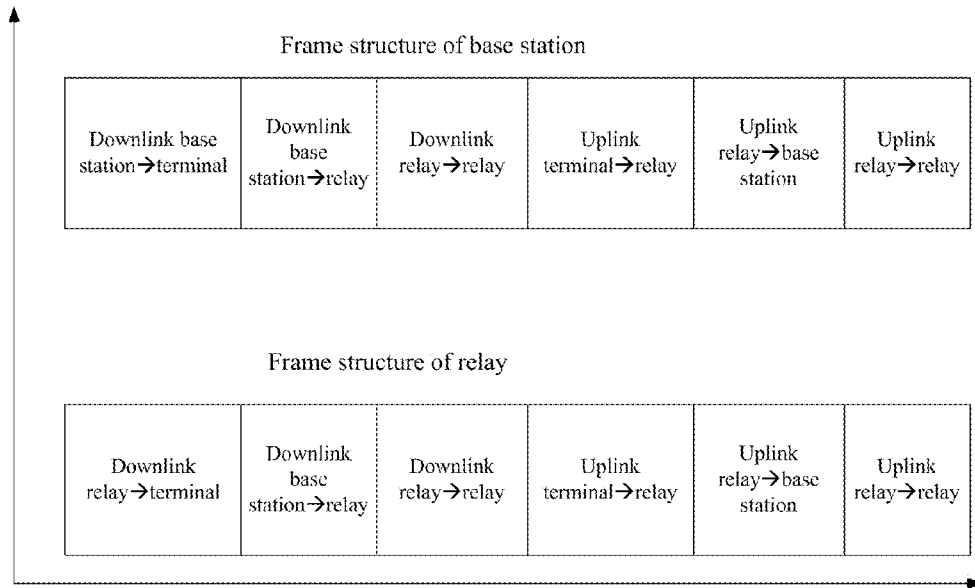 Frame structure of base station
Downlink base
station→terminal
Downlink
base
station→relay
Downlink
relay→relay
Uplink
terminal→relay
Uplink
relay→base
station
Uplink
relay→relay
Frame structure of relay
Downlink
relay→terminal
Downlink
base
station→relay
Downlink
relay→relay
Uplink
terminal→relay
Uplink
relay→base
station
Uplink
relay→relay